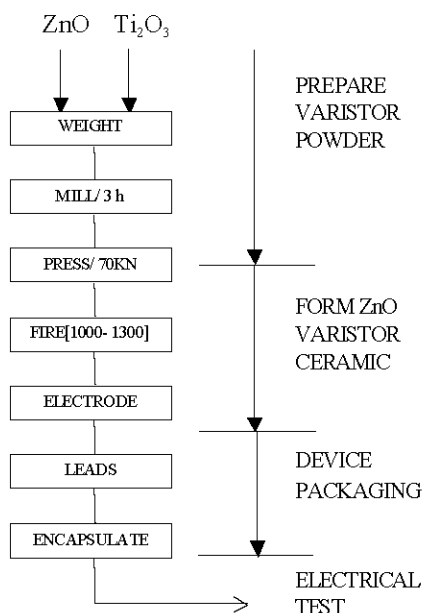 ZnO Ti₂O₃
WEIGHT
MILL/ 3 h
PRESS/ 70KN
FIRE[1000- 1300]
ELECTRODE
LEADS
ENCAPSULATE
PREPARE
VARISTOR
POWDER
FORM ZnO
VARISTOR
CERAMIC
DEVICE
PACKAGING
ELECTRICAL
TEST